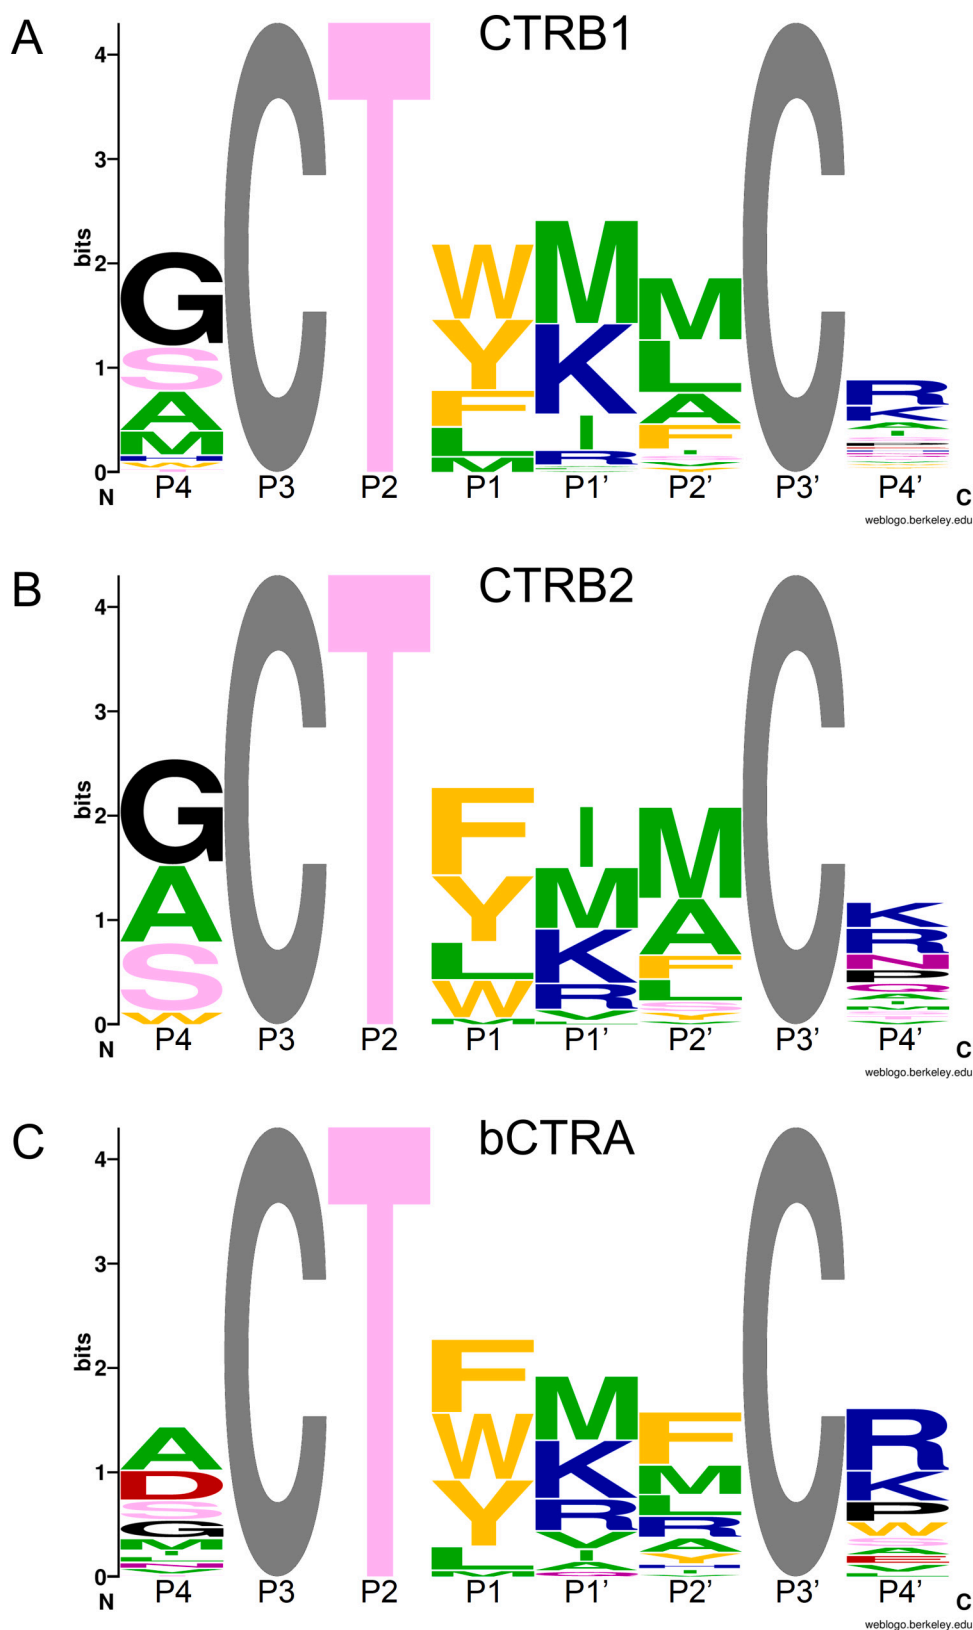 A CTRB1
bits
4
3
2
1
0
G C T W M M C R
S Y K L K
A F I A A
M L R F
M
N P4 P3 P2 P1 P1’ P2’ P3’ P4’ C
weblogo.berkeley.edu
B CTRB2
bits
4
3
2
1
0
G C T F I M C K
A Y M A R
S L K F N
W W R L P
M V
N P4 P3 P2 P1 P1’ P2’ P3’ P4’ C
weblogo.berkeley.edu
C bCTRA
bits
4
3
2
1
0
A C T F M F C R
D W K M K
S Y R L P
G L V R W
M M I A
N P4 P3 P2 P1 P1’ P2’ P3’ P4’ C
weblogo.berkeley.edu